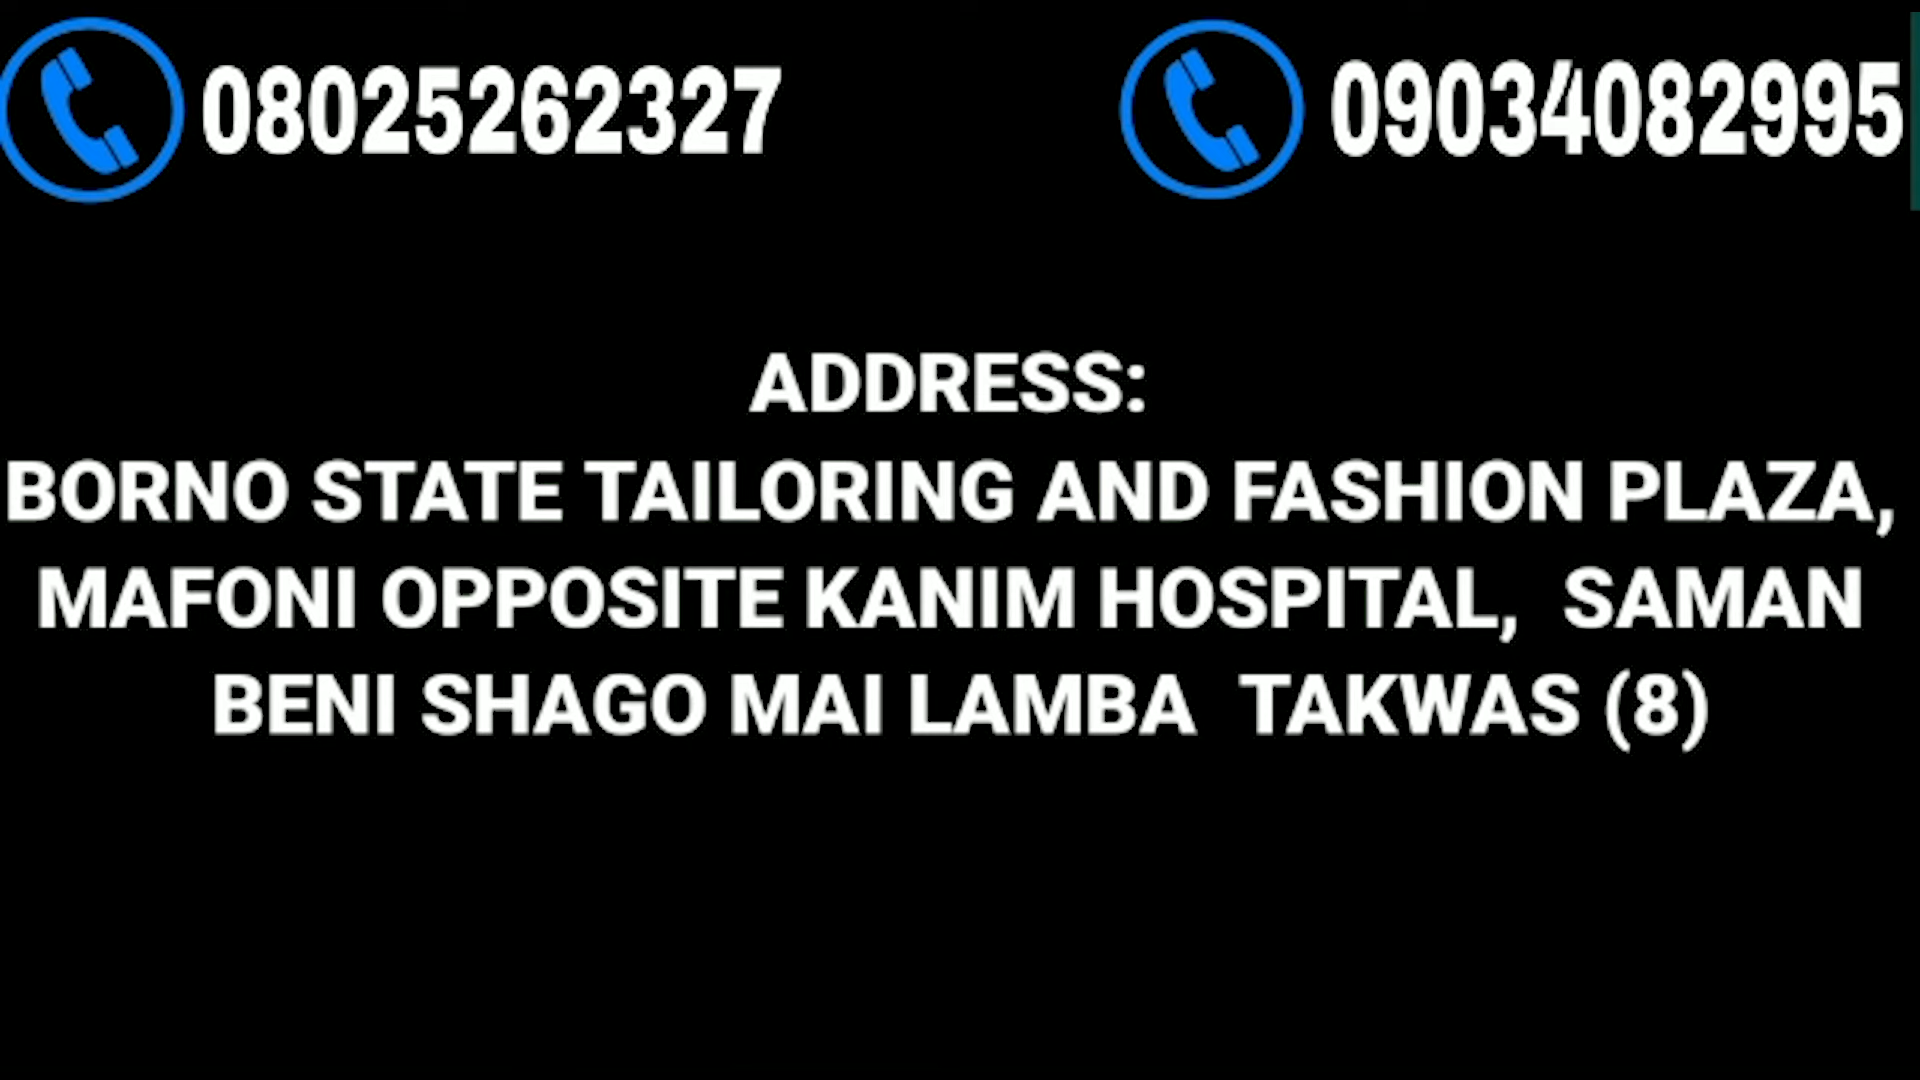 08025262327 09034082995
ADDRESS:
BORNO STATE TAILORING AND FASHION PLAZA,
MAFONI OPPOSITE KANIM HOSPITAL, SAMAN
BENI SHAGO MAI LAMBA TAKWAS (8)